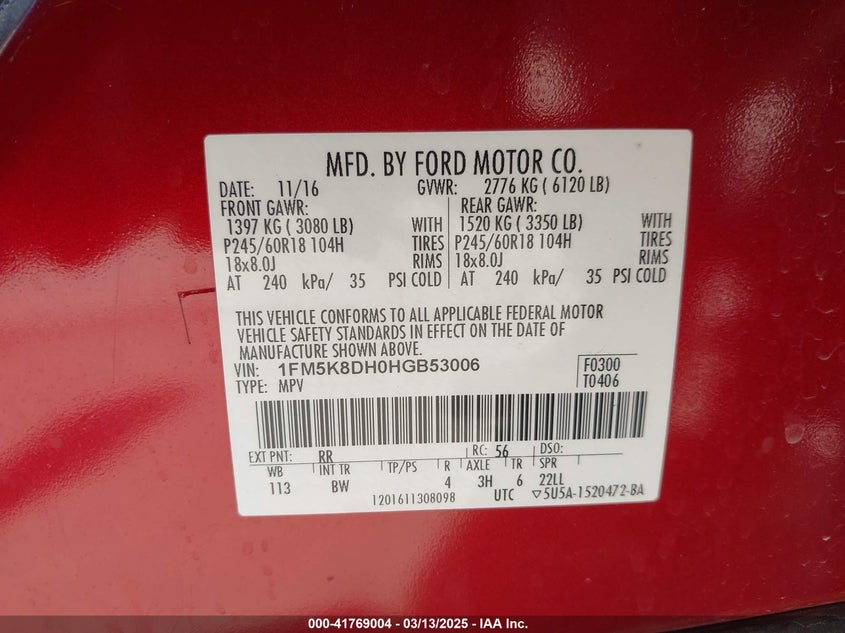 MFD. BY FORD MOTOR CO.
DATE: 11/16 GVWR: 2776 KG ( 6120 LB)
FRONT GAWR: REAR GAWR:
1397 KG ( 3080 LB) WITH 1520 KG ( 3350 LB) WITH
P245/60R18 104H TIRES P245/60R18 104H TIRES
18x8.0J RIMS 18x8.0J RIMS
AT 240 kPa/ 35 PSI COLD AT 240 kPa/ 35 PSI COLD
THIS VEHICLE CONFORMS TO ALL APPLICABLE FEDERAL MOTOR
VEHICLE SAFETY STANDARDS IN EFFECT ON THE DATE OF
MANUFACTURE SHOWN ABOVE.
VIN: 1FM5K8DH0HGB53006 F0300
TYPE: MPV T0406
EXT PNT: RR RC: 56 DSO:
WB INT TR TP/PS R AXLE TR SPR
113 BW 4 3H 6 22LL
1201611308098 UTC ▽5U5A-1520472-BA
000-41769004 / 03/13/2025 - IAA Inc.